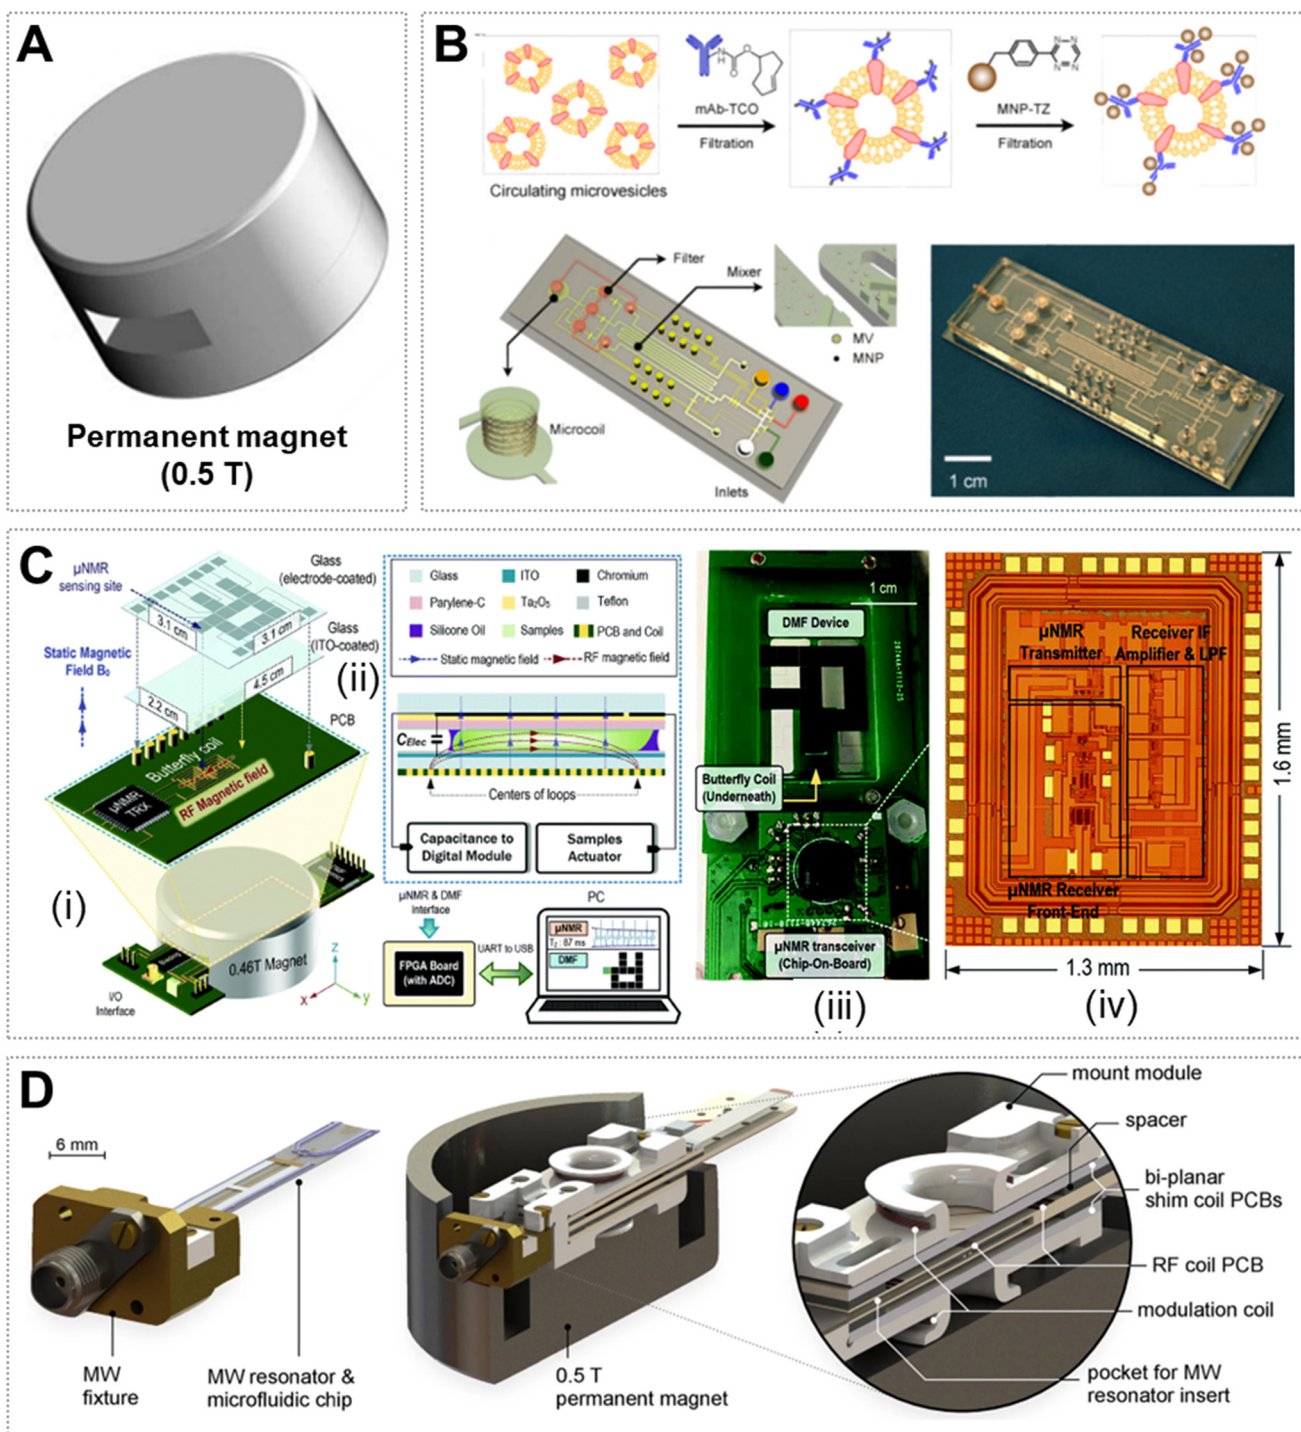 A
Permanent magnet
(0.5 T)
B
mAb-TCO
Filtration
MNP-TZ
Filtration
Circulating microvesicles
Filter
Mixer
MV
MNP
Microcoil
Inlets
1 cm
C
µNMR
sensing site
Glass
(electrode-coated)
3.1 cm
3.1 cm
Glass
(ITO-coated)
Static Magnetic
Field B₀
2.2 cm
4.5 cm
PCB
Butterfly coil
µNMR
TRX
RF Magnetic field
(i)
0.46T Magnet
I/O
Interface
z
x
y
(ii)
Glass
ITO
Chromium
Parylene-C
Ta₂O₅
Teflon
Silicone Oil
Samples
PCB and Coil
Static magnetic field
RF magnetic field
C_Elec
Centers of loops
Capacitance to
Digital Module
Samples
Actuator
µNMR & DMF
Interface
PC
FPGA Board
(with ADC)
UART to USB
µNMR
T₂ : 87 ms
DMF
1 cm
DMF Device
Butterfly Coil
(Underneath)
µNMR transceiver
(Chip-On-Board)
(iii)
µNMR
Transmitter
Receiver IF
Amplifier & LPF
µNMR Receiver
Front-End
1.6 mm
1.3 mm
(iv)
D
6 mm
MW
fixture
MW resonator &
microfluidic chip
0.5 T
permanent magnet
mount module
spacer
bi-planar
shim coil PCBs
RF coil PCB
modulation coil
pocket for MW
resonator insert